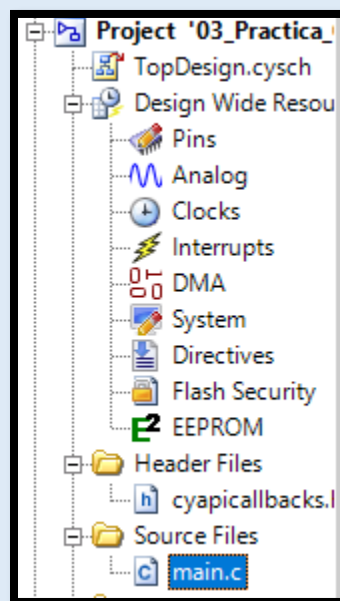 Project '03_Practica_
TopDesign.cysch
Design Wide Resou
Pins
Analog
Clocks
Interrupts
DMA
System
Directives
Flash Security
EEPROM
Header Files
cyapicallbacks.
Source Files
main.c